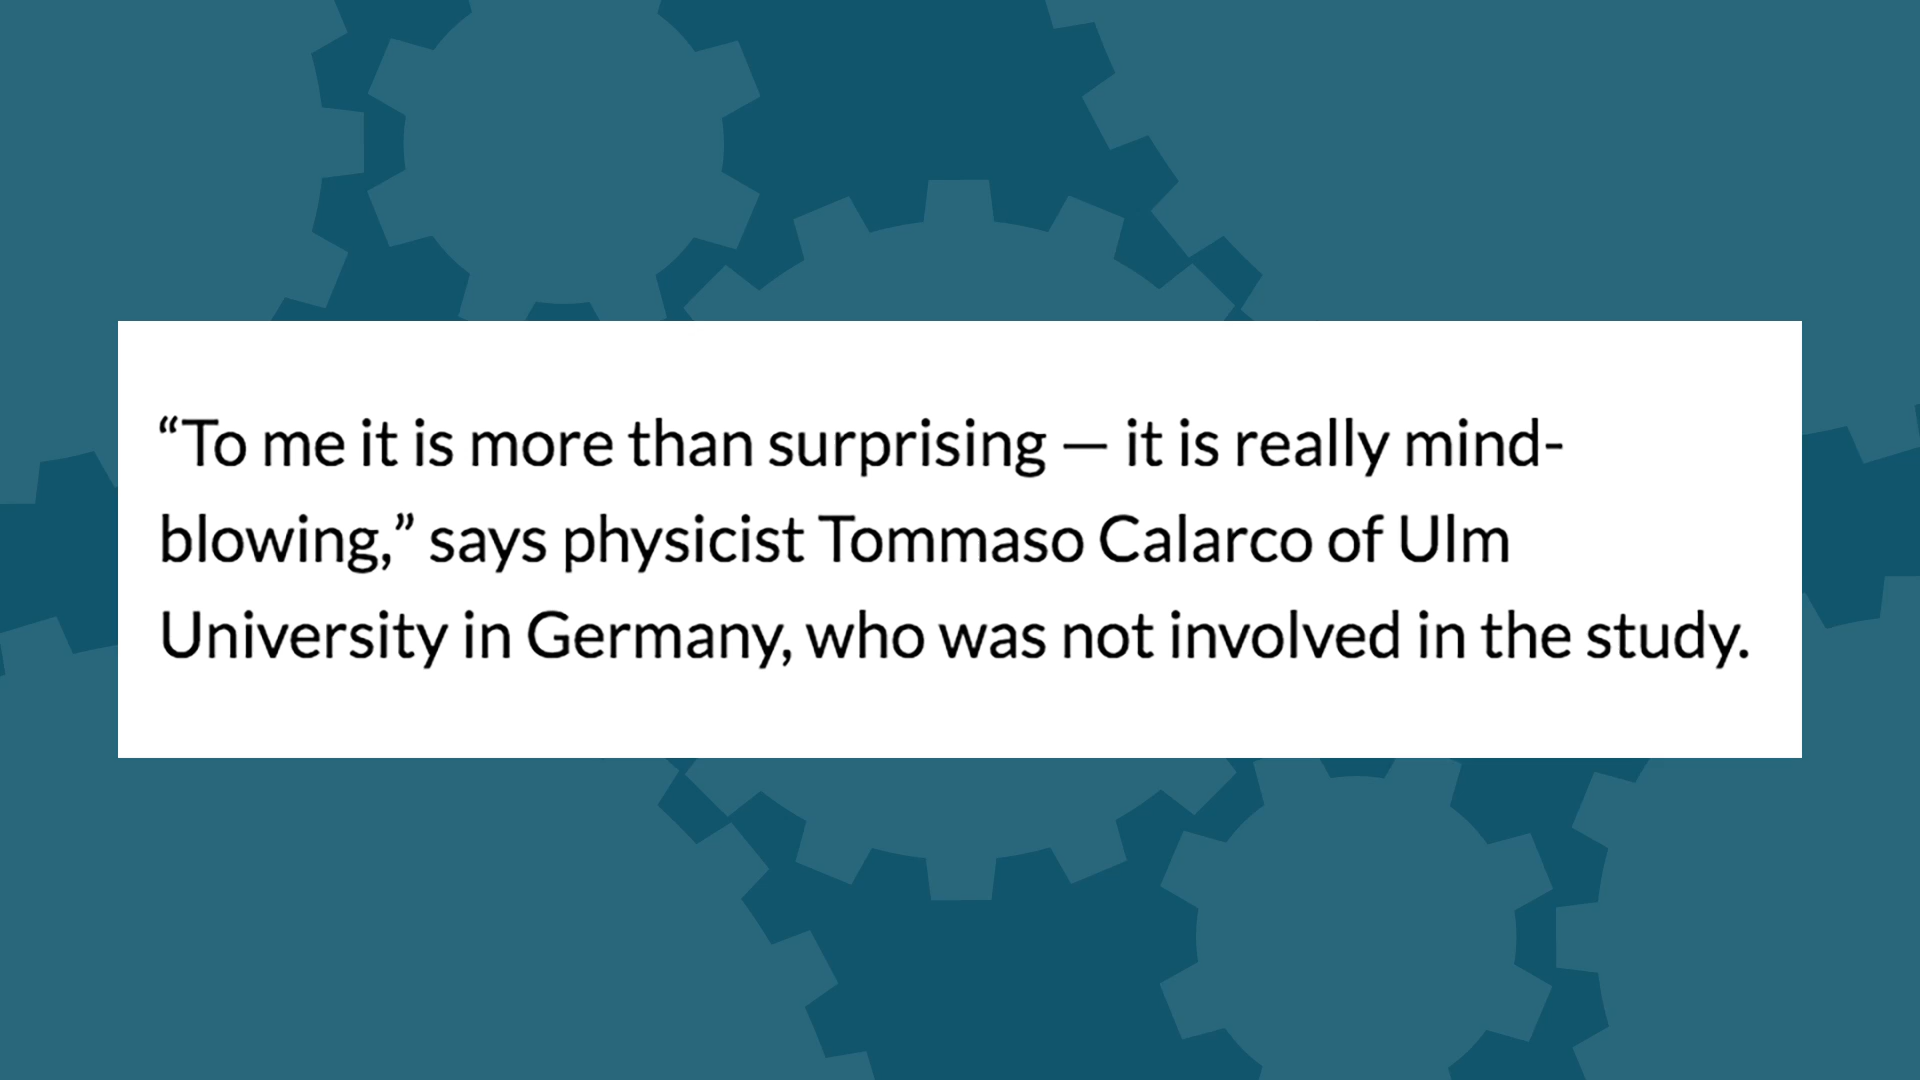 “To me it is more than surprising — it is really mind-
blowing,” says physicist Tommaso Calarco of Ulm
University in Germany, who was not involved in the study.